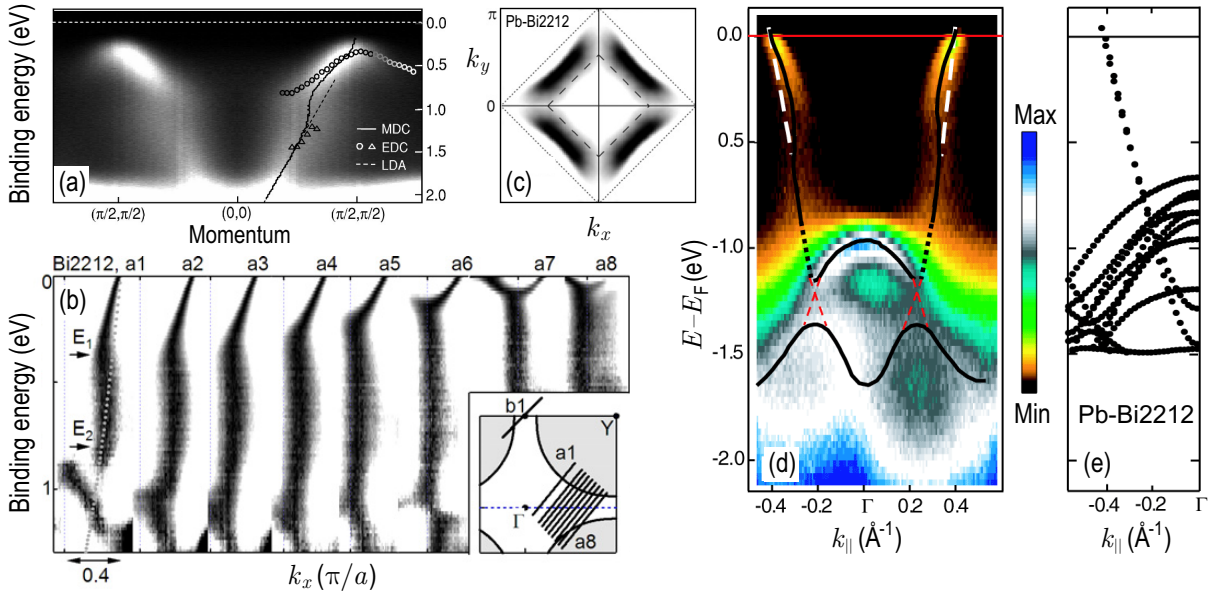 Binding energy (eV)
0.0
0.5
1.0
1.5
2.0
MDC
EDC
LDA
(a)
(π/2,π/2)
(0,0)
(π/2,π/2)
Momentum
π
Pb-Bi2212
k_y
0
(c)
k_x
Bi2212
a1
a2
a3
a4
a5
a6
a7
a8
0
(b)
Binding energy (eV)
E₁
E₂
1
0.4
k_x (π/a)
b1
Y
a1
Γ
a8
0.0
0.5
-1.0
-1.5
-2.0
E−E_F (eV)
(d)
-0.4
-0.2
Γ
0.2
0.4
k_|| (Å⁻¹)
Max
Min
Pb-Bi2212
(e)
-0.4
-0.2
Γ
k_|| (Å⁻¹)